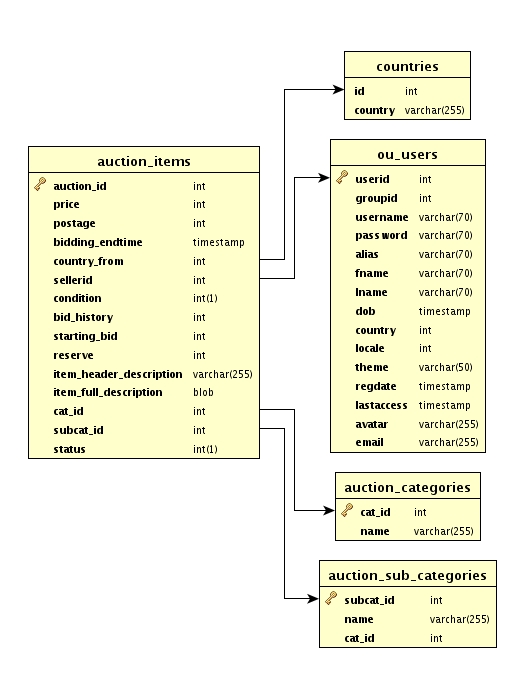 countries
id int
country varchar(255)
auction_items
auction_id int
price int
postage int
bidding_endtime timestamp
country_from int
sellerid int
condition int(1)
bid_history int
starting_bid int
reserve int
item_header_description varchar(255)
item_full_description blob
cat_id int
subcat_id int
status int(1)
ou_users
userid int
groupid int
username varchar(70)
password varchar(70)
alias varchar(70)
fname varchar(70)
lname varchar(70)
dob timestamp
country int
locale int
theme varchar(50)
regdate timestamp
lastaccess timestamp
avatar varchar(255)
email varchar(255)
auction_categories
cat_id int
name varchar(255)
auction_sub_categories
subcat_id int
name varchar(255)
cat_id int